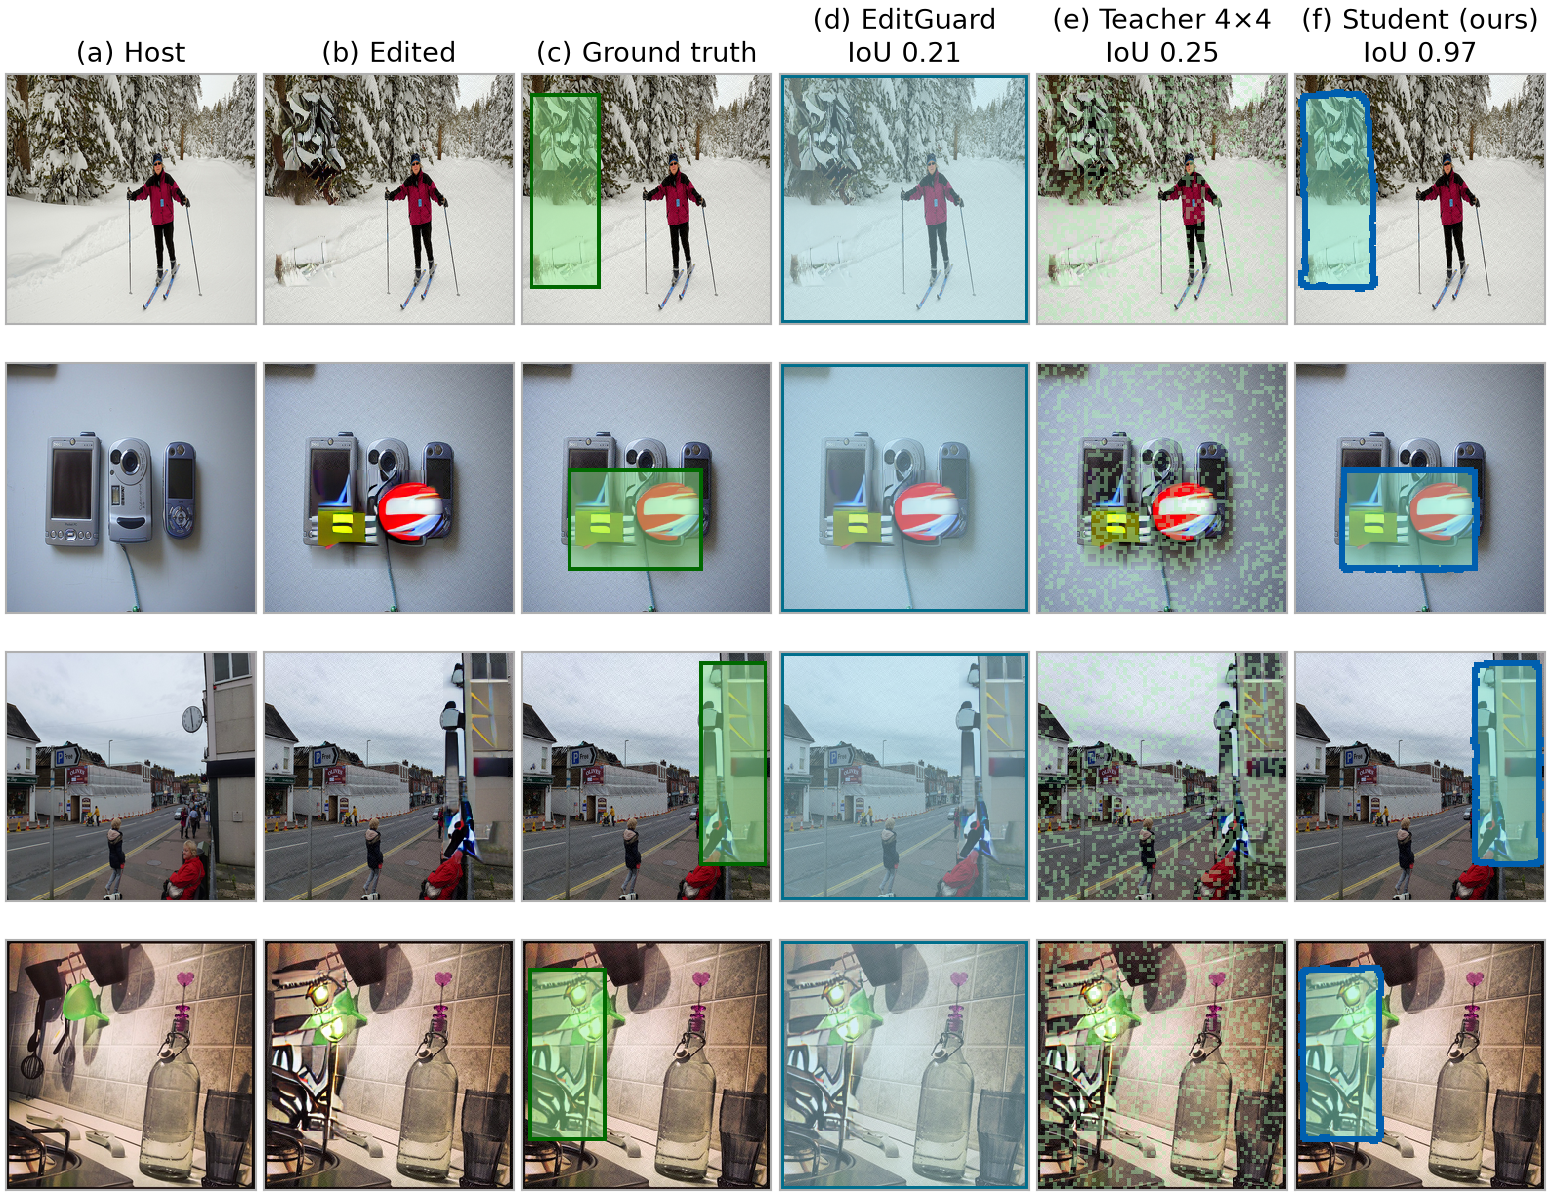 (a) Host
(b) Edited
(c) Ground truth
(d) EditGuard
IoU 0.21
(e) Teacher 4×4
IoU 0.25
(f) Student (ours)
IoU 0.97